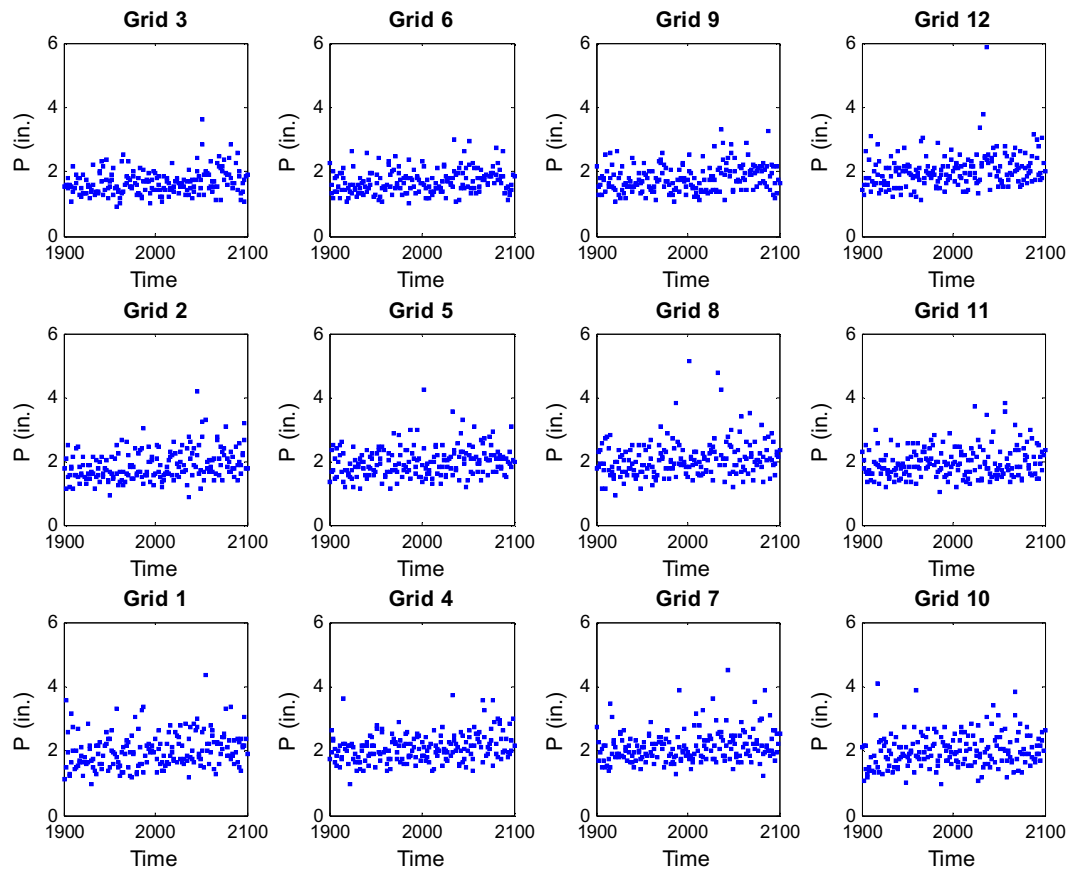 Grid 3 Grid 6 Grid 9 Grid 12
6 6 6 6
4 4 4 4
P (in.) P (in.) P (in.) P (in.)
2 2 2 2
0 0 0 0
1900 2000 2100 1900 2000 2100 1900 2000 2100 1900 2000 2100
Time Time Time Time
Grid 2 Grid 5 Grid 8 Grid 11
6 6 6 6
4 4 4 4
P (in.) P (in.) P (in.) P (in.)
2 2 2 2
0 0 0 0
1900 2000 2100 1900 2000 2100 1900 2000 2100 1900 2000 2100
Time Time Time Time
Grid 1 Grid 4 Grid 7 Grid 10
6 6 6 6
4 4 4 4
P (in.) P (in.) P (in.) P (in.)
2 2 2 2
0 0 0 0
1900 2000 2100 1900 2000 2100 1900 2000 2100 1900 2000 2100
Time Time Time Time